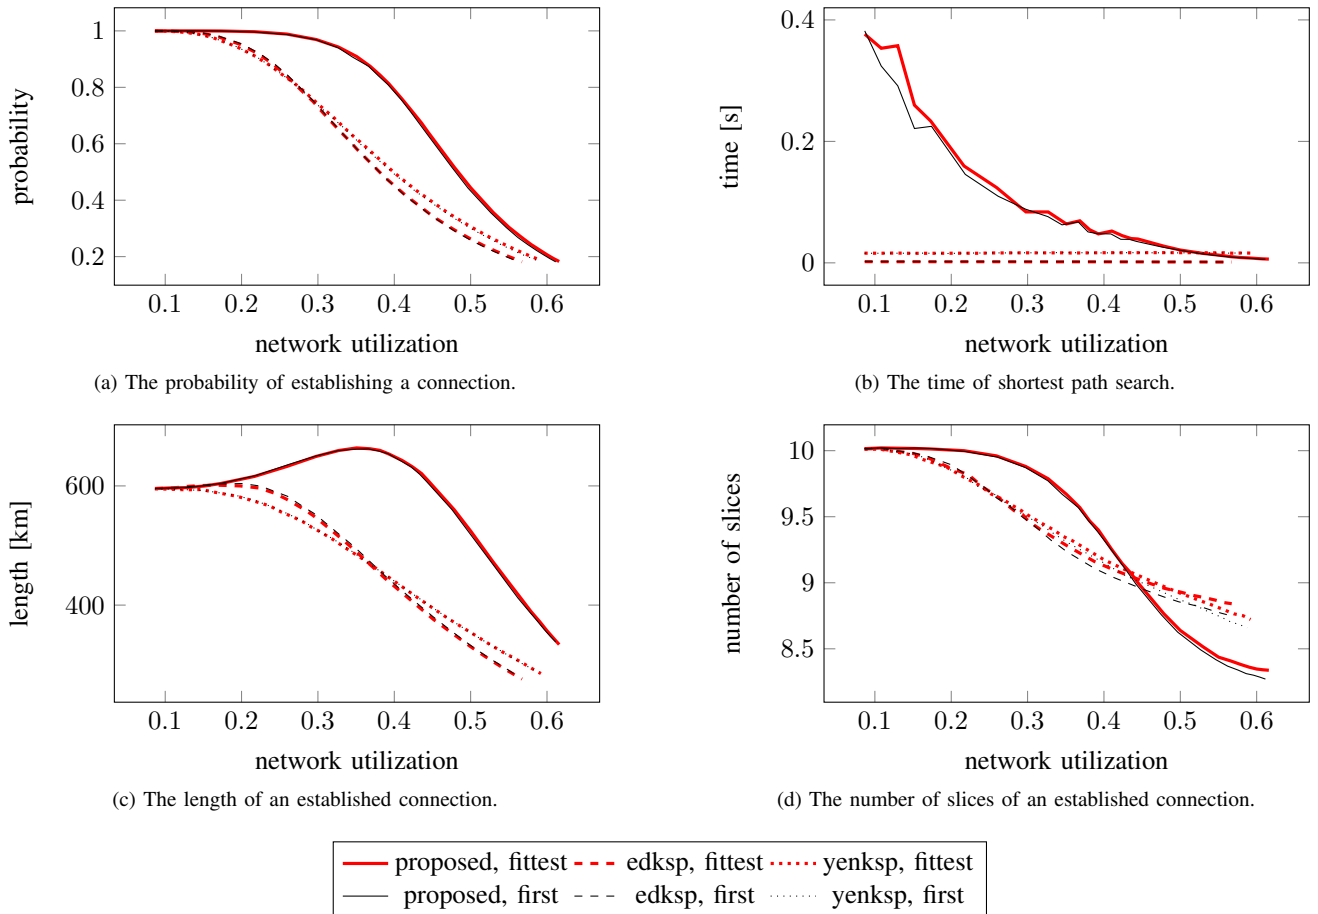 1
0.8
0.6
0.4
0.2
probability
0.1 0.2 0.3 0.4 0.5 0.6
network utilization
(a) The probability of establishing a connection.
0.4
0.2
0
time [s]
0.1 0.2 0.3 0.4 0.5 0.6
network utilization
(b) The time of shortest path search.
600
400
length [km]
0.1 0.2 0.3 0.4 0.5 0.6
network utilization
(c) The length of an established connection.
10
9.5
9
8.5
number of slices
0.1 0.2 0.3 0.4 0.5 0.6
network utilization
(d) The number of slices of an established connection.
proposed, fittest edksp, fittest yenksp, fittest
proposed, first edksp, first yenksp, first